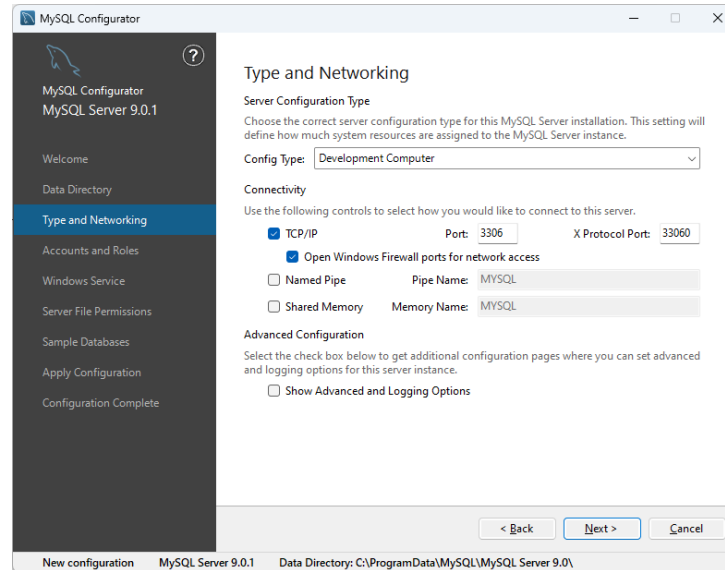 MySQL Configurator
?
MySQL Configurator
MySQL Server 9.0.1
Welcome
Data Directory
Type and Networking
Accounts and Roles
Windows Service
Server File Permissions
Sample Databases
Apply Configuration
Configuration Complete
Type and Networking
Server Configuration Type
Choose the correct server configuration type for this MySQL Server installation. This setting will
define how much system resources are assigned to the MySQL Server instance.
Config Type: Development Computer
Connectivity
Use the following controls to select how you would like to connect to this server.
TCP/IP Port: 3306 X Protocol Port: 33060
Open Windows Firewall ports for network access
Named Pipe Pipe Name: MYSQL
Shared Memory Memory Name: MYSQL
Advanced Configuration
Select the check box below to get additional configuration pages where you can set advanced
and logging options for this server instance.
Show Advanced and Logging Options
< Back Next > Cancel
New configuration MySQL Server 9.0.1 Data Directory: C:\ProgramData\MySQL\MySQL Server 9.0\